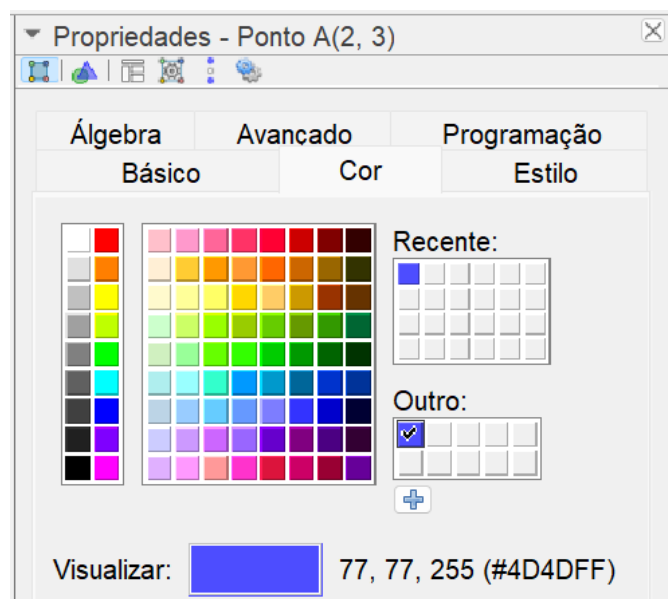 Propriedades - Ponto A(2, 3)
Álgebra Avançado Programação
Básico Cor Estilo
Recente:
Outro:
Visualizar: 77, 77, 255 (#4D4DFF)